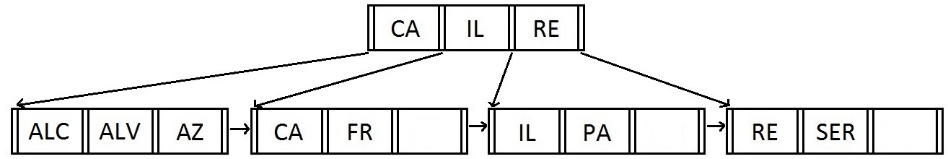 CA IL RE
ALC ALV AZ CA FR IL PA RE SER